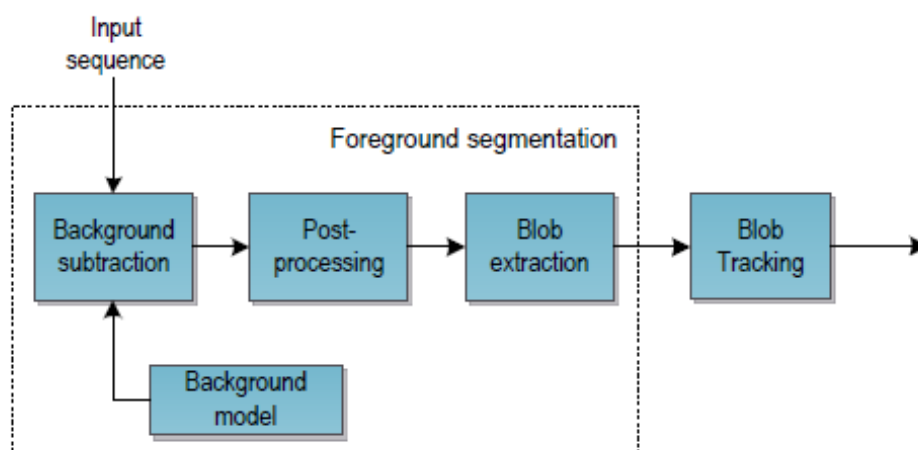 Input
sequence
Foreground segmentation
Background
subtraction
Post-
processing
Blob
extraction
Blob
Tracking
Background
model